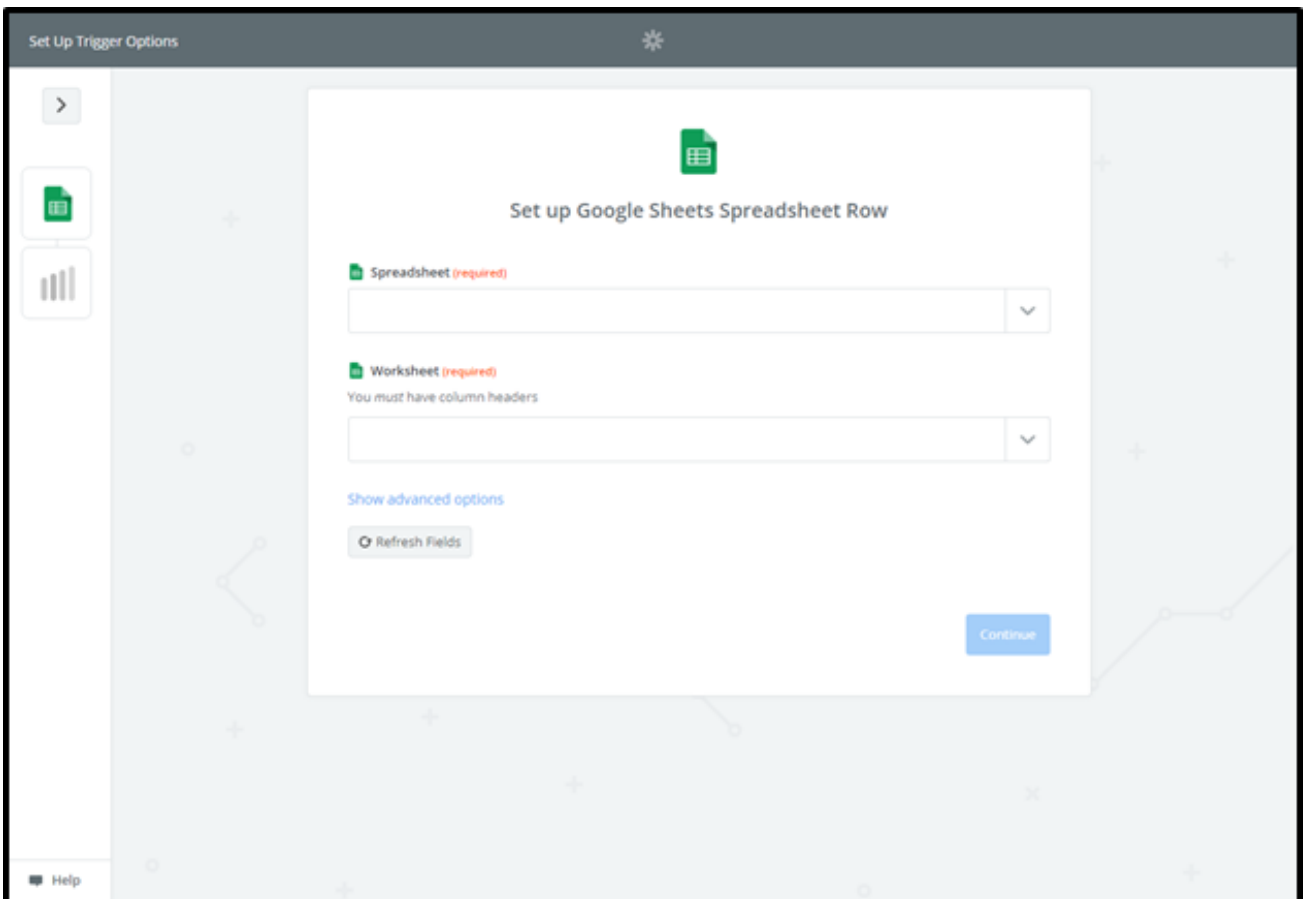 Set Up Trigger Options
Set up Google Sheets Spreadsheet Row
Spreadsheet (required)
Worksheet (required)
You must have column headers
Show advanced options
Refresh Fields
Continue
Help